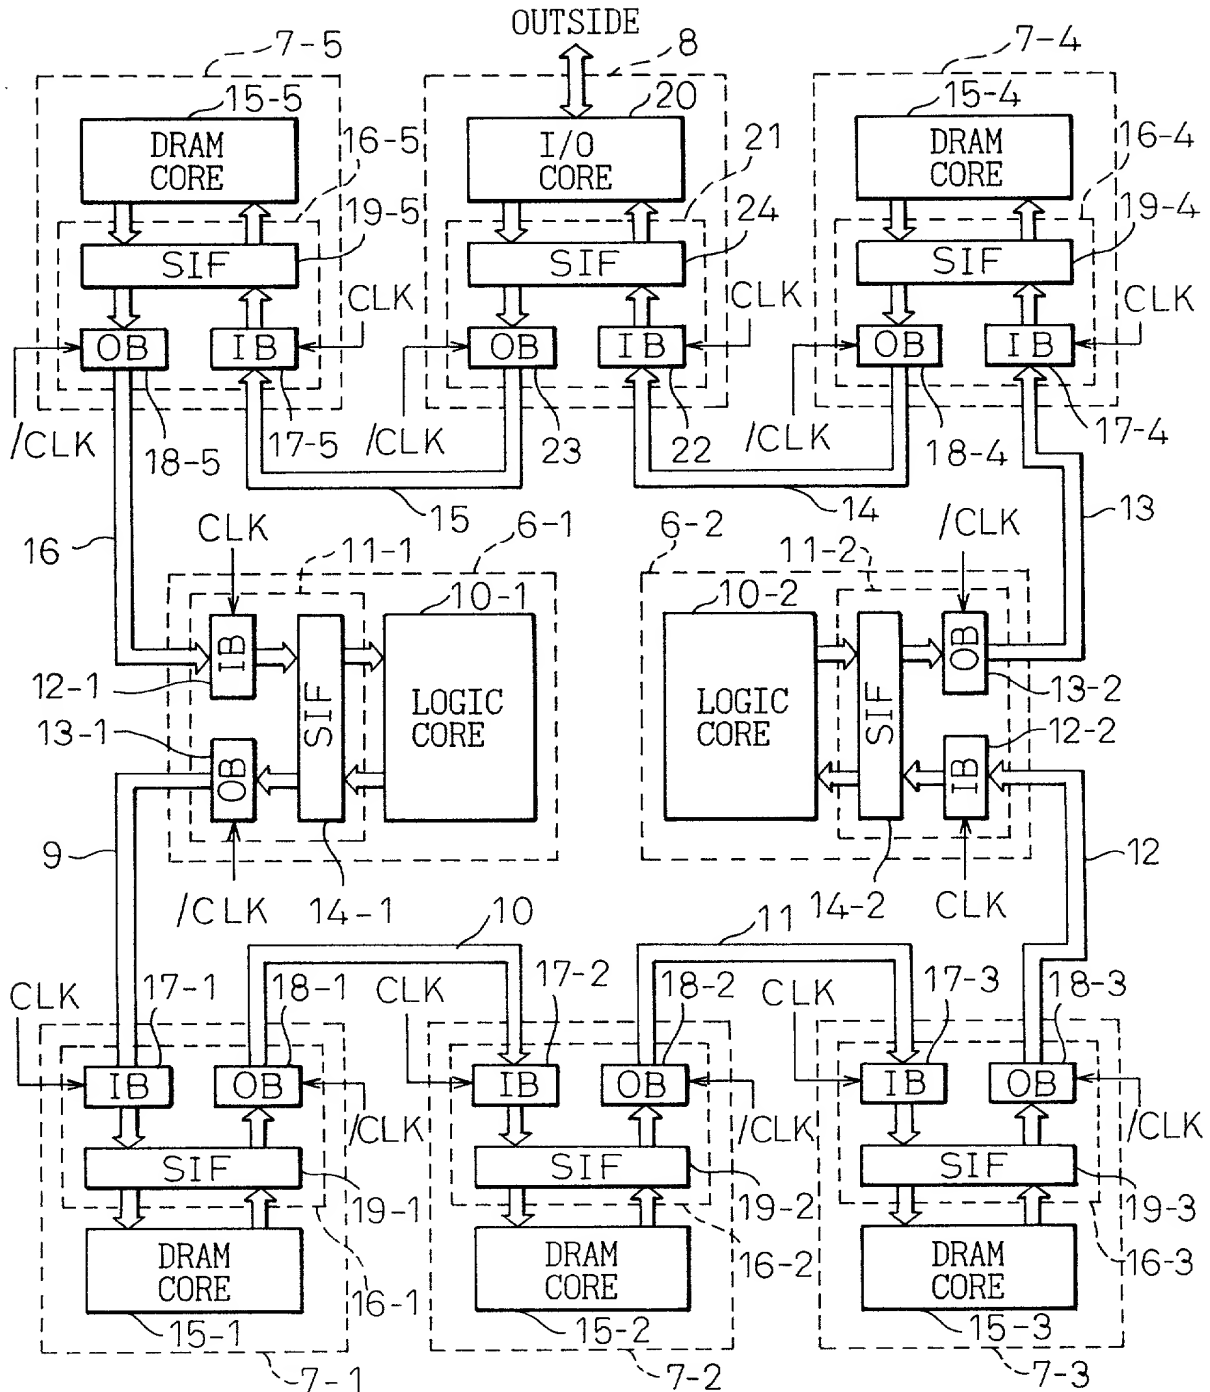 OUTSIDE
7-5
8
7-4
15-5
20
15-4
DRAM
CORE
16-5
I/O
CORE
21
DRAM
CORE
16-4
19-5
24
19-4
SIF
SIF
SIF
CLK
CLK
CLK
OB
IB
OB
IB
OB
IB
/CLK
18-5
17-5
/CLK
23
22
/CLK
18-4
17-4
15
14
13
16
CLK
11-1
6-1
6-2
11-2
/CLK
10-1
10-2
IB
OB
12-1
SIF
LOGIC
CORE
LOGIC
CORE
SIF
13-2
13-1
12-2
OB
IB
9
12
/CLK
14-1
14-2
CLK
10
11
CLK
17-1
18-1
CLK
17-2
18-2
CLK
17-3
18-3
IB
OB
IB
OB
IB
OB
/CLK
/CLK
/CLK
SIF
SIF
SIF
19-1
19-2
19-3
DRAM
CORE
DRAM
CORE
DRAM
CORE
16-1
16-2
16-3
15-1
15-2
15-3
7-1
7-2
7-3